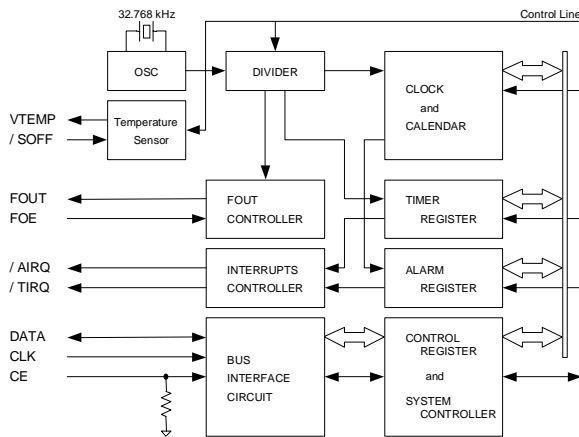 32.768 kHz
Control Line
OSC
DIVIDER
CLOCK
and
CALENDAR
VTEMP
/ SOFF
Temperature
Sensor
FOUT
FOE
FOUT
CONTROLLER
TIMER
REGISTER
/ AIRQ
/ TIRQ
INTERRUPTS
CONTROLLER
ALARM
REGISTER
DATA
CLK
CE
BUS
INTERFACE
CIRCUIT
CONTROL
REGISTER
and
SYSTEM
CONTROLLER